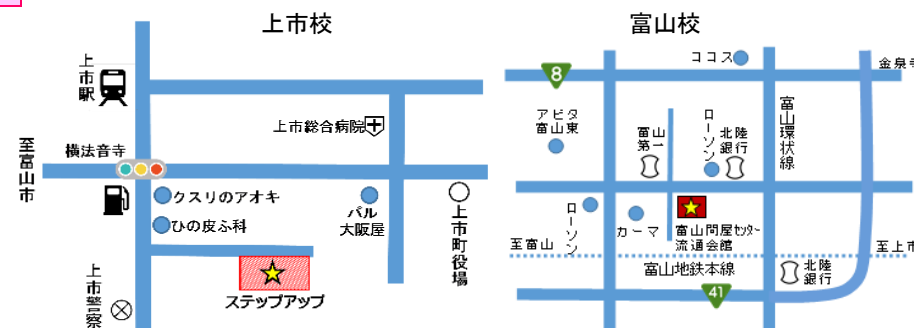 上市校
上市駅
上市総合病院
横法音寺
至富山市
クスリのアオキ
ひの皮ふ科
パル
大阪屋
上市町役場
ステップアップ
上市警察
富山校
ココス
8
金泉寺
アピタ
富山東
富山
第一
ローソン
北陸
銀行
富山環状線
ローソン
カーマ
富山問屋センター
流通会館
至富山
至上市
富山地鉄本線
北陸
銀行
41